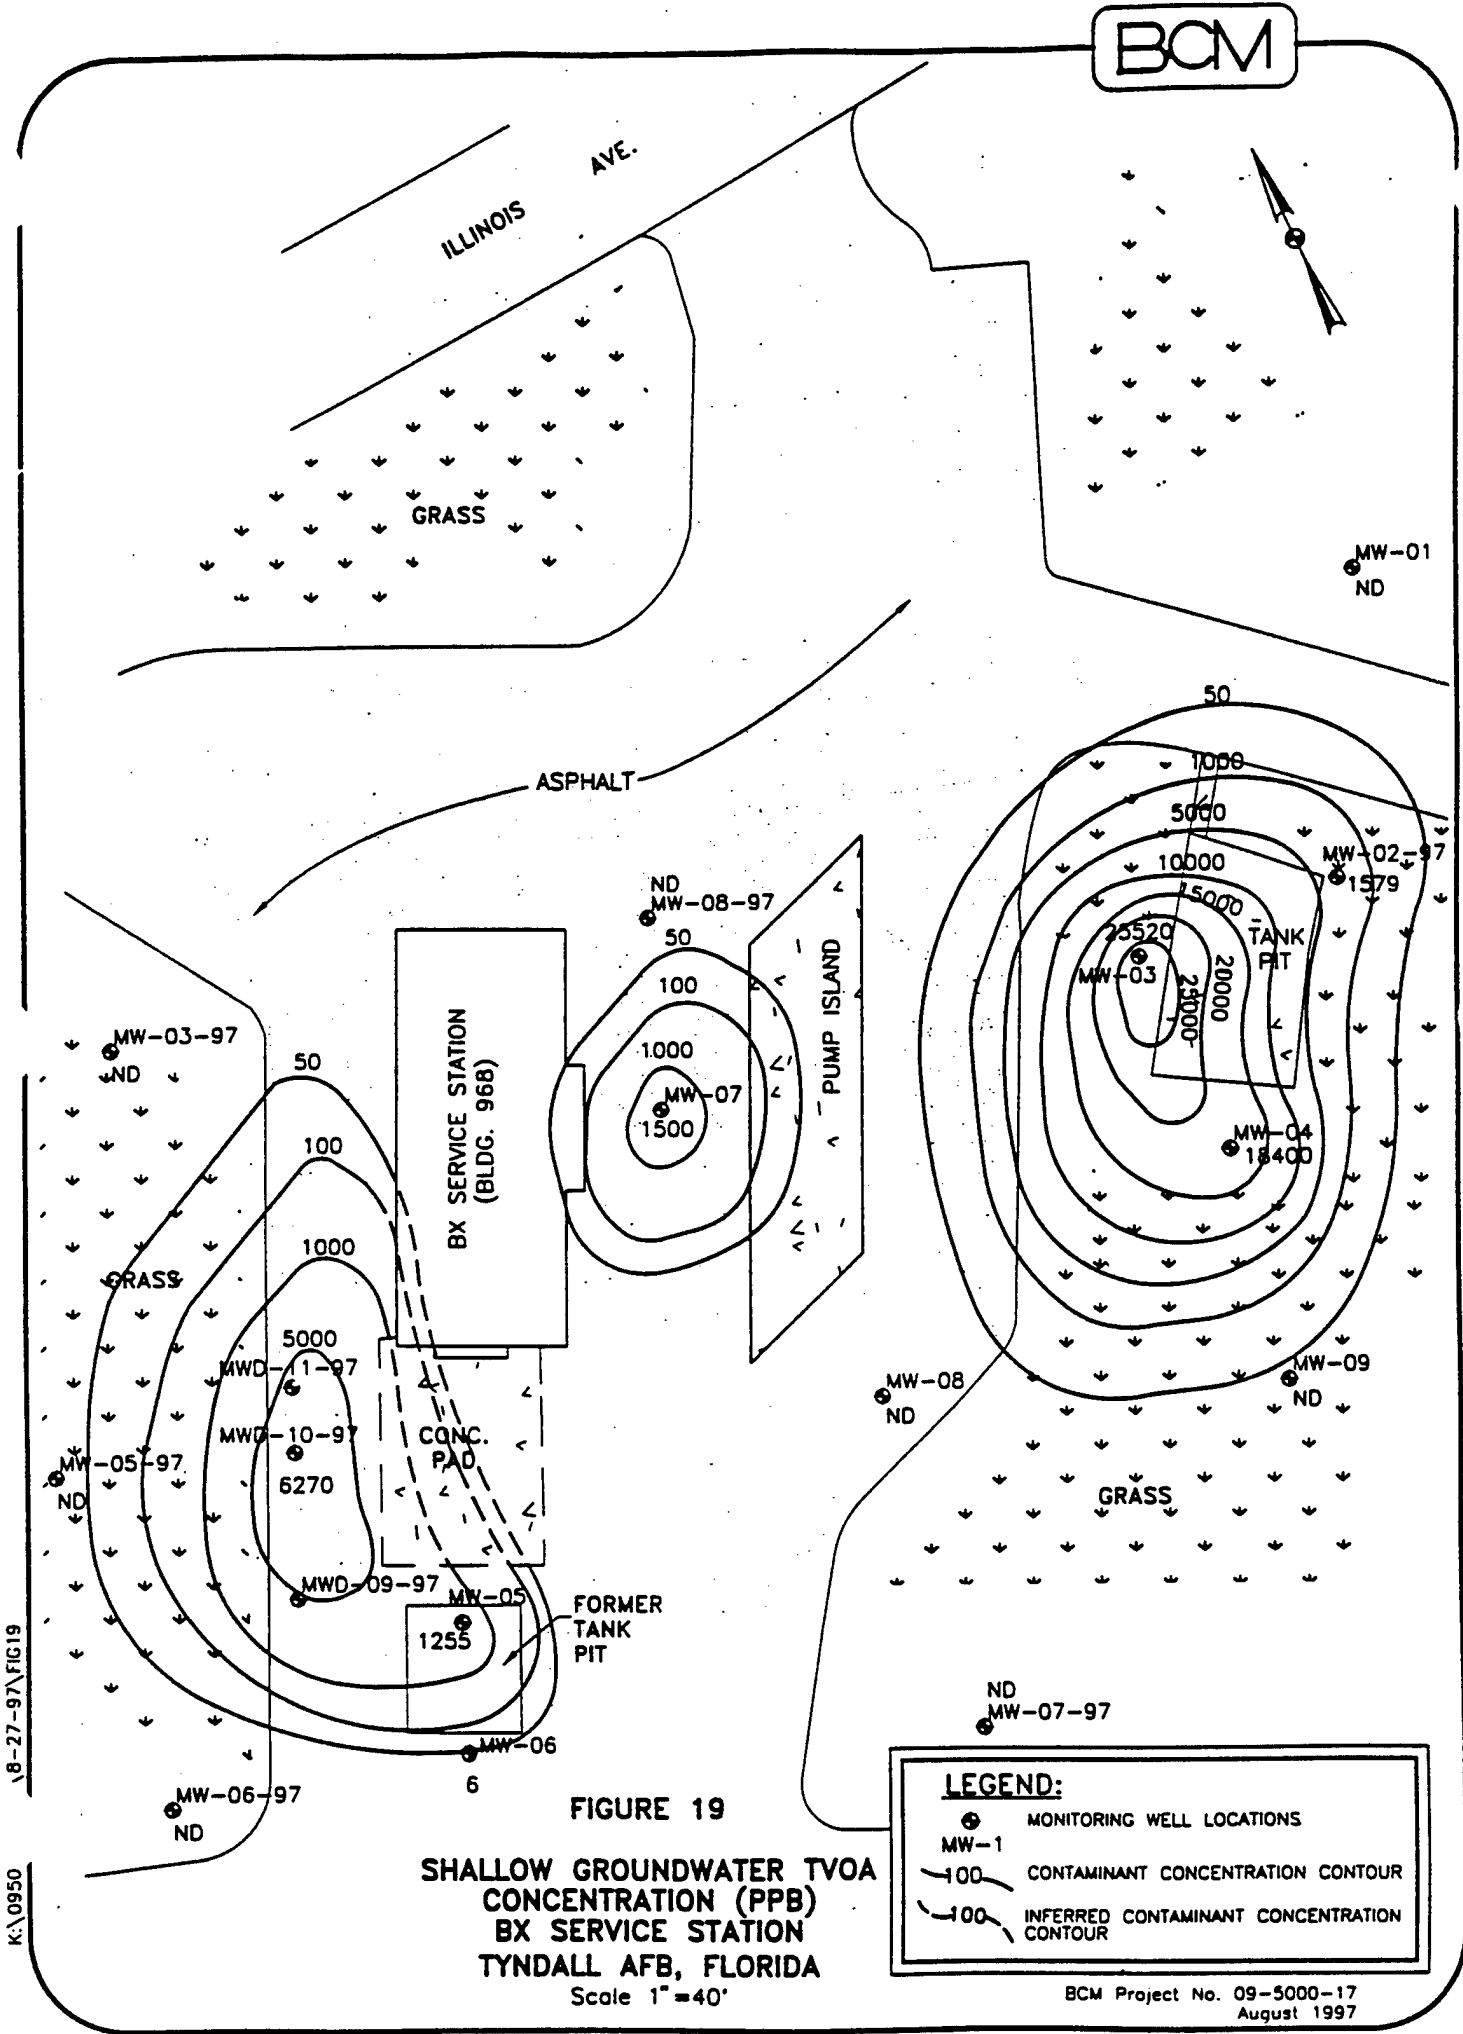 BCM
ILLINOIS AVE.
GRASS
MW-01
ND
ASPHALT
50
1000
5000
10000
15000
25520
MW-03
20000
25000
TANK
PIT
MW-02-97
1579
MW-04
18400
ND
MW-08-97
50
100
1000
MW-07
1500
PUMP ISLAND
BX SERVICE STATION
(BLDG. 968)
MW-03-97
ND
50
100
1000
GRASS
5000
MWD-11-97
MWD-10-97
6270
MW-05-97
ND
CONC.
PAD
MWD-09-97
MW-05
1255
FORMER
TANK
PIT
MW-06
6
MW-06-97
ND
MW-08
ND
MW-09
ND
GRASS
ND
MW-07-97
FIGURE 19
SHALLOW GROUNDWATER TVOA
CONCENTRATION (PPB)
BX SERVICE STATION
TYNDALL AFB, FLORIDA
Scale 1"=40'
LEGEND:
MONITORING WELL LOCATIONS
MW-1
100 CONTAMINANT CONCENTRATION CONTOUR
100 INFERRED CONTAMINANT CONCENTRATION
CONTOUR
BCM Project No. 09-5000-17
August 1997
K:\0950
\8-27-97\FIG19